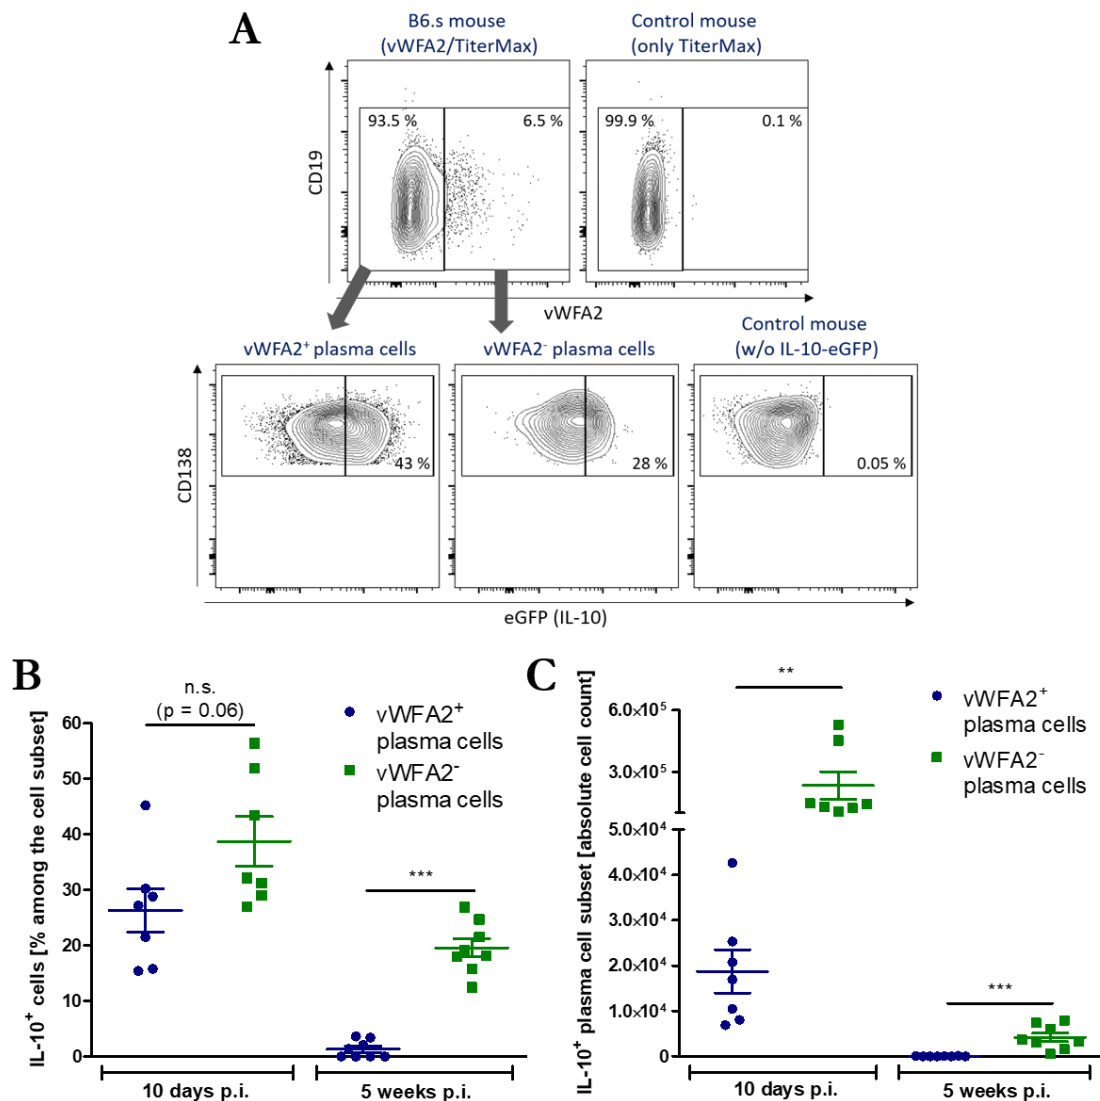 A
B6.s mouse
(vWFA2/TiterMax)
Control mouse
(only TiterMax)
93.5 %
6.5 %
99.9 %
0.1 %
CD19
vWFA2
vWFA2⁺ plasma cells
vWFA2⁻ plasma cells
Control mouse
(w/o IL-10-eGFP)
43 %
28 %
0.05 %
CD138
eGFP (IL-10)
B
n.s.
(p = 0.06)
vWFA2⁺
plasma cells
vWFA2⁻
plasma cells
***
IL-10⁺ cells [% among the cell subset]
60
50
40
30
20
10
0
10 days p.i.
5 weeks p.i.
C
**
vWFA2⁺
plasma cells
vWFA2⁻
plasma cells
***
IL-10⁺ plasma cell subset [absolute cell count]
6.0×10⁵
3.0×10⁵
5.0×10⁴
4.0×10⁴
3.0×10⁴
2.0×10⁴
1.0×10⁴
0
10 days p.i.
5 weeks p.i.